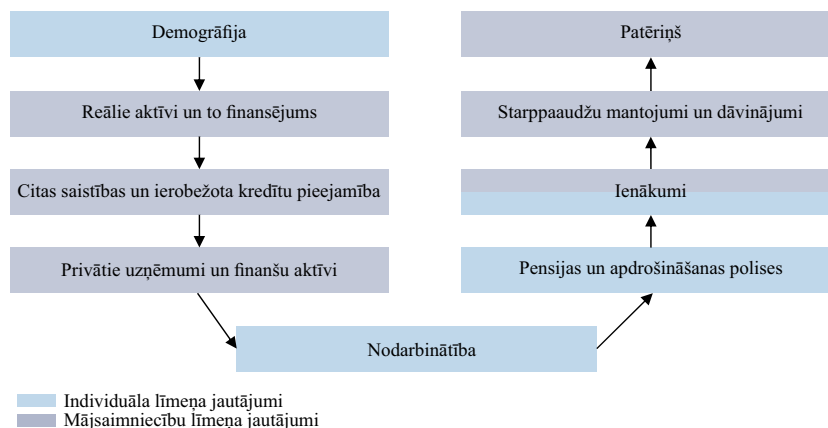 Demogrāfija
Reālie aktīvi un to finansējums
Citas saistības un ierobežota kredītu pieejamība
Privātie uzņēmumi un finanšu aktīvi
Nodarbinātība
Pensijas un apdrošināšanas polises
Ienākumi
Starppaaudžu mantojumi un dāvinājumi
Patēriņš
Individuāla līmeņa jautājumi
Mājsaimniecību līmeņa jautājumi